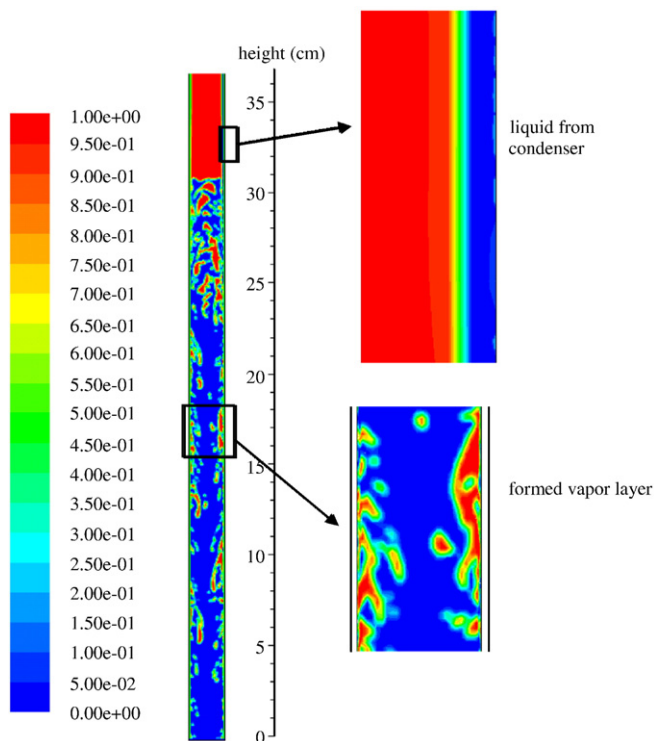 height (cm)
1.00e+00
9.50e-01
9.00e-01
8.50e-01
8.00e-01
7.50e-01
7.00e-01
6.50e-01
6.00e-01
5.50e-01
5.00e-01
4.50e-01
4.00e-01
3.50e-01
3.00e-01
2.50e-01
2.00e-01
1.50e-01
1.00e-01
5.00e-02
0.00e+00
35
30
25
20
15
10
5
0
liquid from
condenser
formed vapor layer